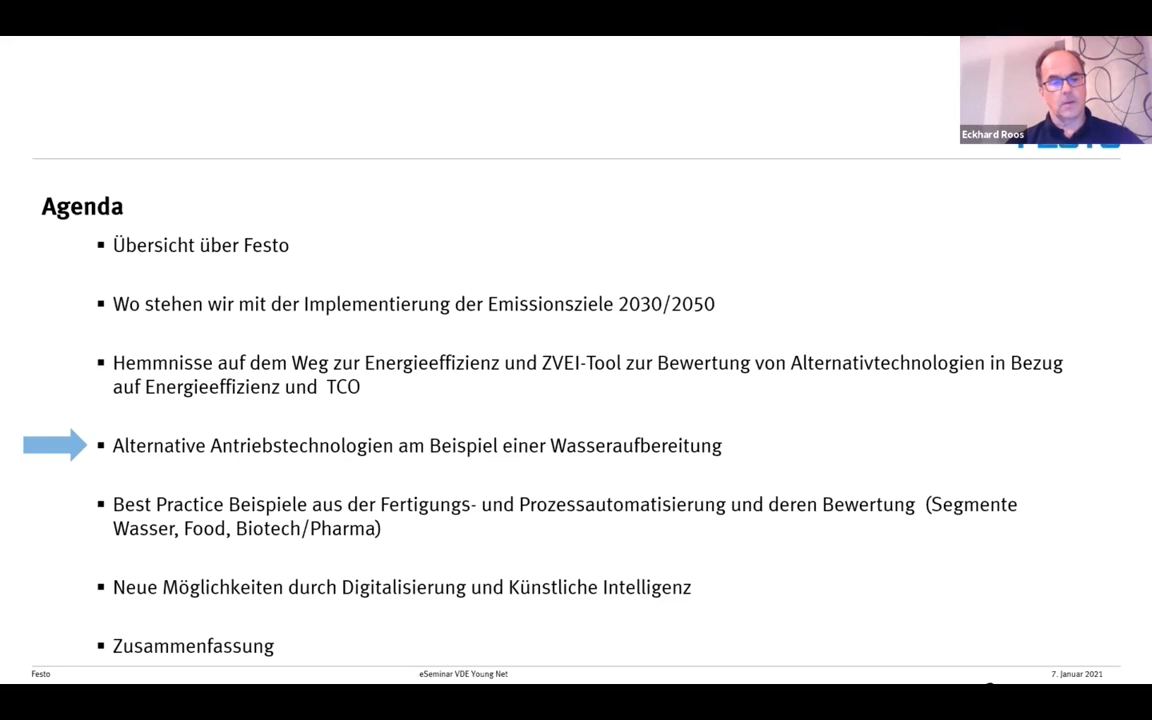 Eckhard Roos
Agenda
▪ Übersicht über Festo
▪ Wo stehen wir mit der Implementierung der Emissionsziele 2030/2050
▪ Hemmnisse auf dem Weg zur Energieeffizienz und ZVEI-Tool zur Bewertung von Alternativtechnologien in Bezug
auf Energieeffizienz und TCO
▪ Alternative Antriebstechnologien am Beispiel einer Wasseraufbereitung
▪ Best Practice Beispiele aus der Fertigungs- und Prozessautomatisierung und deren Bewertung (Segmente
Wasser, Food, Biotech/Pharma)
▪ Neue Möglichkeiten durch Digitalisierung und Künstliche Intelligenz
▪ Zusammenfassung
Festo eSeminar VDE Young Net 7. Januar 2021